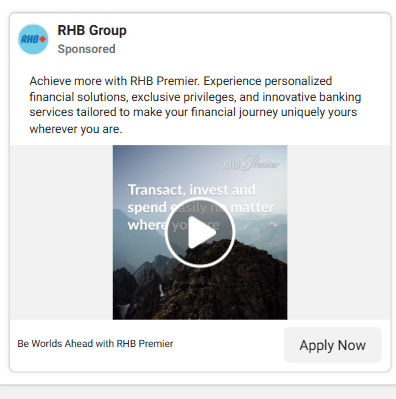 RHB
RHB Group
Sponsored
Achieve more with RHB Premier. Experience personalized
financial solutions, exclusive privileges, and innovative banking
services tailored to make your financial journey uniquely yours
wherever you are.
RHB Premier
Transact, invest and
spend easily no matter
where you are
Be Worlds Ahead with RHB Premier
Apply Now